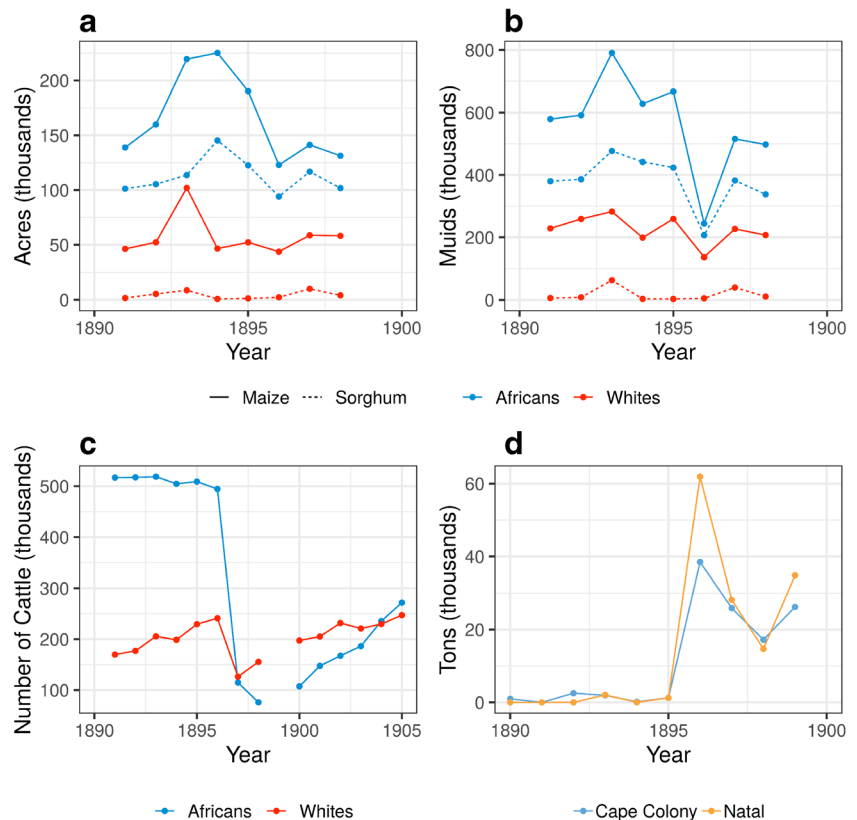 a
Acres (thousands)
200
150
100
50
0
1890
1895
1900
Year
b
Muids (thousands)
800
600
400
200
0
1890
1895
1900
Year
Maize Sorghum Africans Whites
c
Number of Cattle (thousands)
500
400
300
200
100
1890
1895
1900
1905
Year
Africans Whites
d
Tons (thousands)
60
40
20
0
1890
1895
1900
Year
Cape Colony Natal